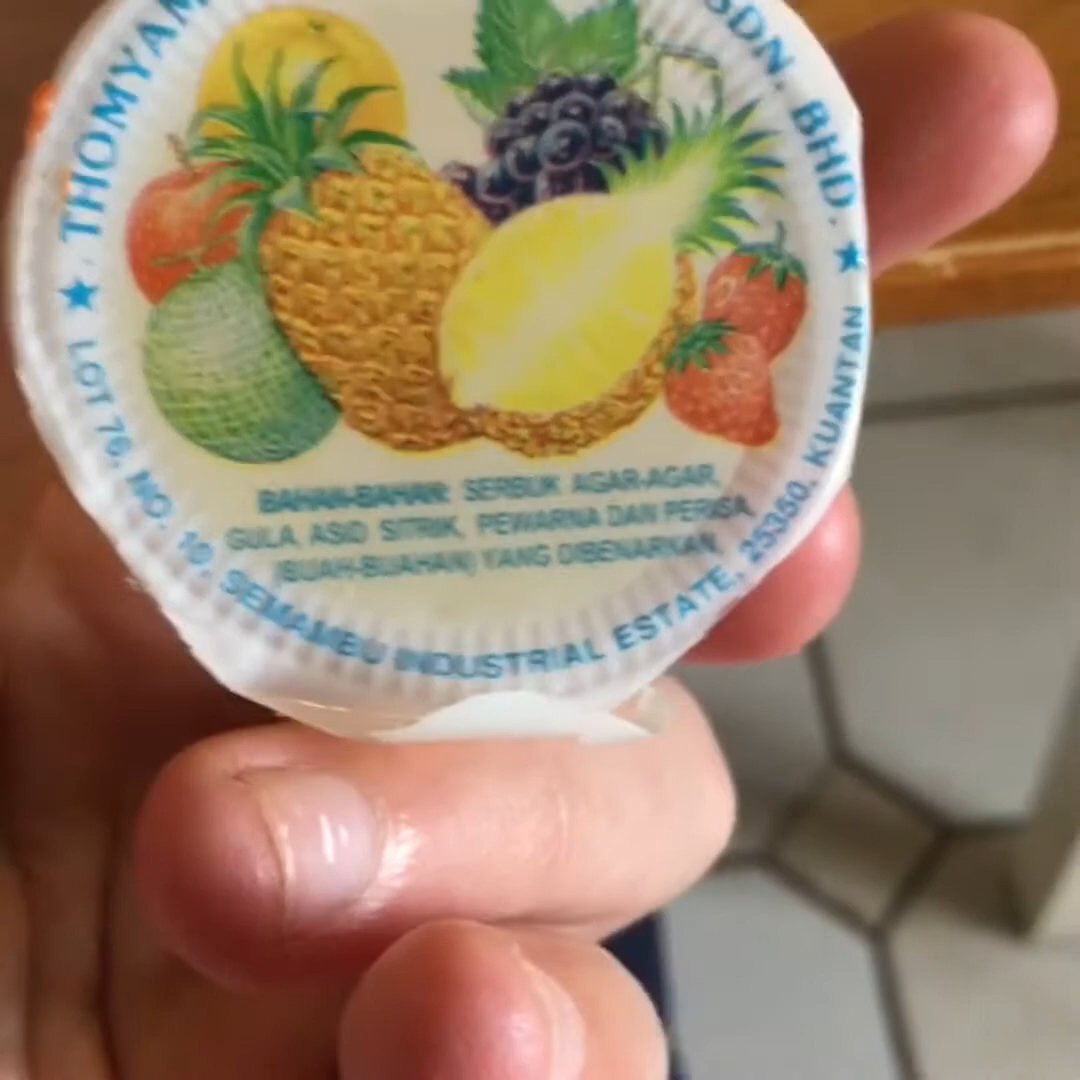 THOMYAM
SDN. BHD.
BAHAN-BAHAN: SERBUK AGAR-AGAR,
GULA, ASID SITRIK, PEWARNA DAN PERISA
(BUAH-BUAHAN) YANG DIBENARKAN
LOT 76, NO. 10, SEMAMBU INDUSTRIAL ESTATE, 25350, KUANTAN